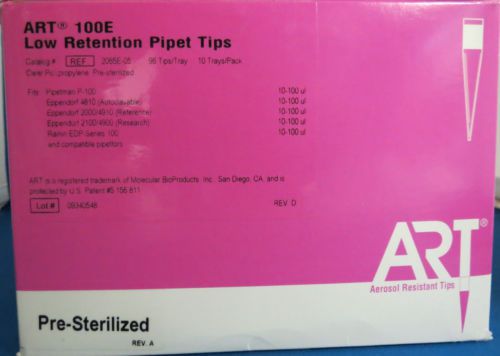 ART® 100E
Low Retention Pipet Tips
Catalog # REF 2065E-05 96 Tips/Tray 10 Trays/Pack
Clear Polypropylene Pre-sterilized
Fits: Pipetman P-100 10-100 ul
Eppendorf 4810 (Autoclavable) 10-100 ul
Eppendorf 2000/4910 (Reference) 10-100 ul
Eppendorf 2100/4900 (Research) 10-100 ul
Rainin EDP-Series 100 10-100 ul
and compatible pipettors
ART is a registered trademark of Molecular BioProducts Inc., San Diego, CA, and is
protected by U.S. Patent #5 156 811
Lot # 09340548 REV. D
ART®
Aerosol Resistant Tips
Pre-Sterilized
REV. A